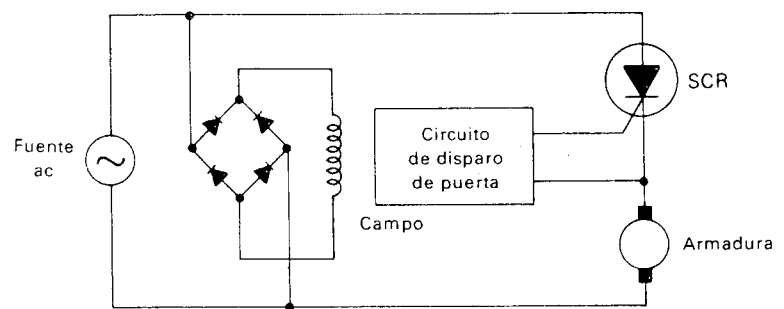 Fuente
ac
Campo
Circuito
de disparo
de puerta
SCR
Armadura